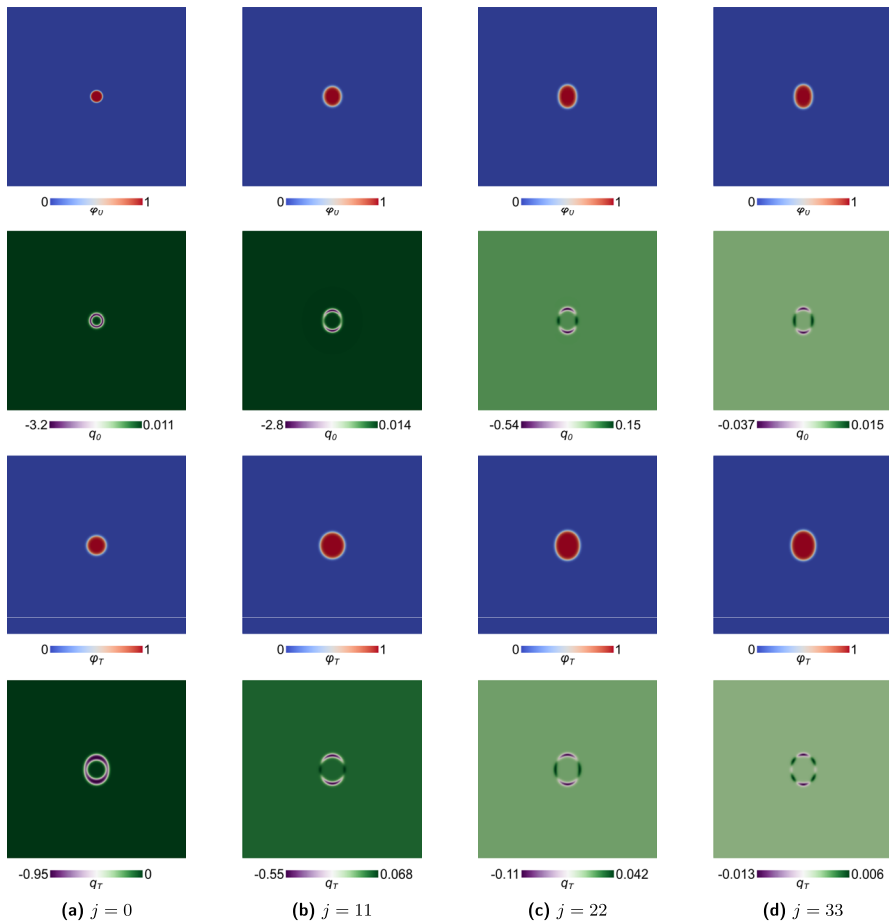 0 1 0 1 0 1 0 1
φ_U φ_U φ_U φ_U
-3.2 0.011 -2.8 0.014 -0.54 0.15 -0.037 0.015
q_0 q_0 q_0 q_0
0 1 0 1 0 1 0 1
φ_T φ_T φ_T φ_T
-0.95 0 -0.55 0.068 -0.11 0.042 -0.013 0.006
q_T q_T q_T q_T
(a) j = 0 (b) j = 11 (c) j = 22 (d) j = 33